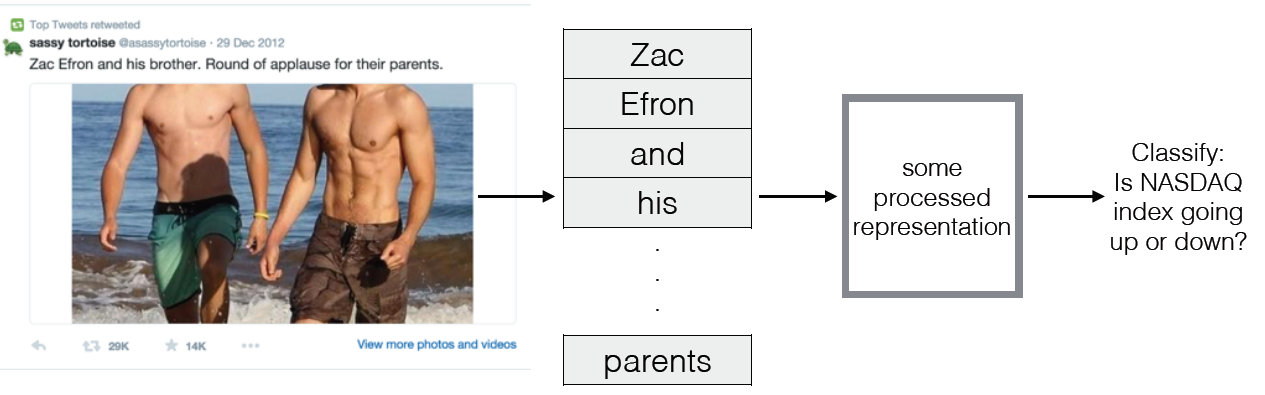 Top Tweets retweeted
sassy tortoise @asassytortoise · 29 Dec 2012
Zac Efron and his brother. Round of applause for their parents.
29K
14K
View more photos and videos
Zac
Efron
and
his
.
.
.
parents
some
processed
representation
Classify:
Is NASDAQ
index going
up or down?